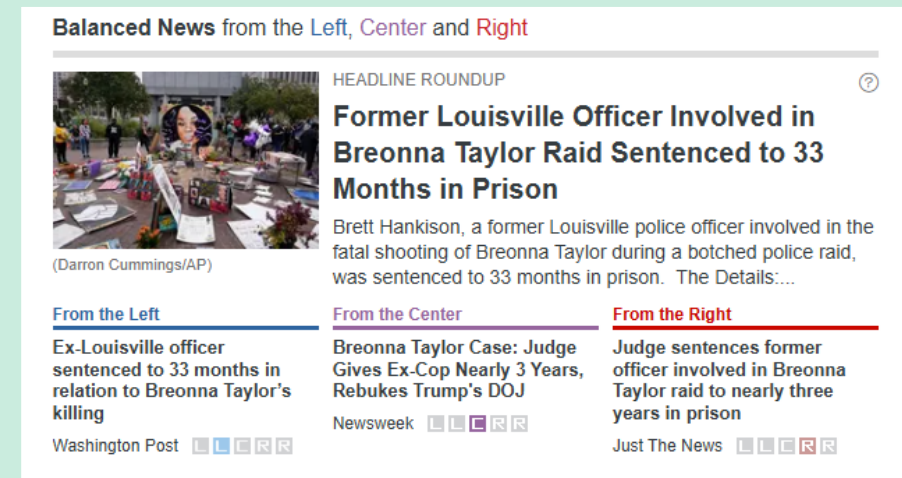 Balanced News from the Left, Center and Right
HEADLINE ROUNDUP
?
Former Louisville Officer Involved in
Breonna Taylor Raid Sentenced to 33
Months in Prison
Brett Hankison, a former Louisville police officer involved in the
fatal shooting of Breonna Taylor during a botched police raid,
was sentenced to 33 months in prison. The Details:...
(Darron Cummings/AP)
From the Left
Ex-Louisville officer
sentenced to 33 months in
relation to Breonna Taylor’s
killing
Washington Post L L C R R
From the Center
Breonna Taylor Case: Judge
Gives Ex-Cop Nearly 3 Years,
Rebukes Trump's DOJ
Newsweek L L C R R
From the Right
Judge sentences former
officer involved in Breonna
Taylor raid to nearly three
years in prison
Just The News L L C R R